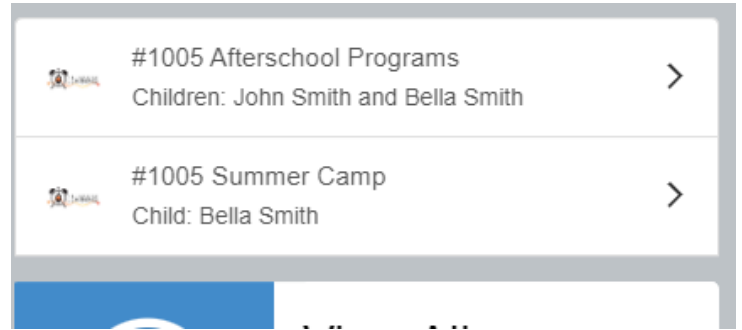 #1005 Afterschool Programs
Children: John Smith and Bella Smith
#1005 Summer Camp
Child: Bella Smith